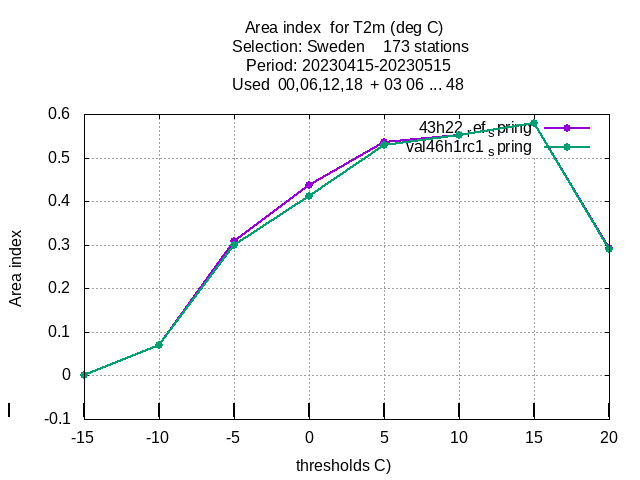 Area index for T2m (deg C)
Selection: Sweden 173 stations
Period: 20230415-20230515
Used 00,06,12,18 + 03 06 ... 48
0.6
43h22_ref_spring
val46h1rc1_spring
0.5
0.4
0.3
0.2
0.1
0
-0.1
Area index
-15 -10 -5 0 5 10 15 20
thresholds C)